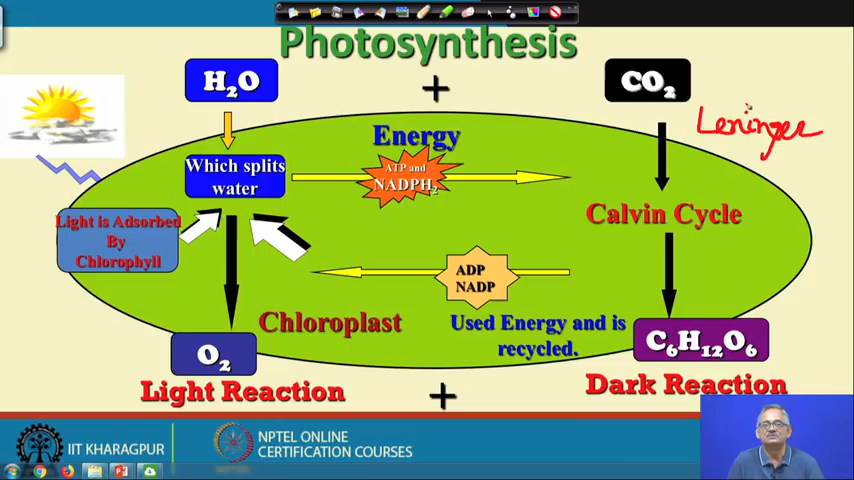 Photosynthesis
H₂O
+
CO₂
Leninger
Energy
Which splits
water
ATP and
NADPH₂
Light is Adsorbed
By
Chlorophyll
Calvin Cycle
ADP
NADP
Chloroplast
Used Energy and is
recycled.
O₂
C₆H₁₂O₆
Light Reaction
+
Dark Reaction
IIT KHARAGPUR
NPTEL ONLINE
CERTIFICATION COURSES